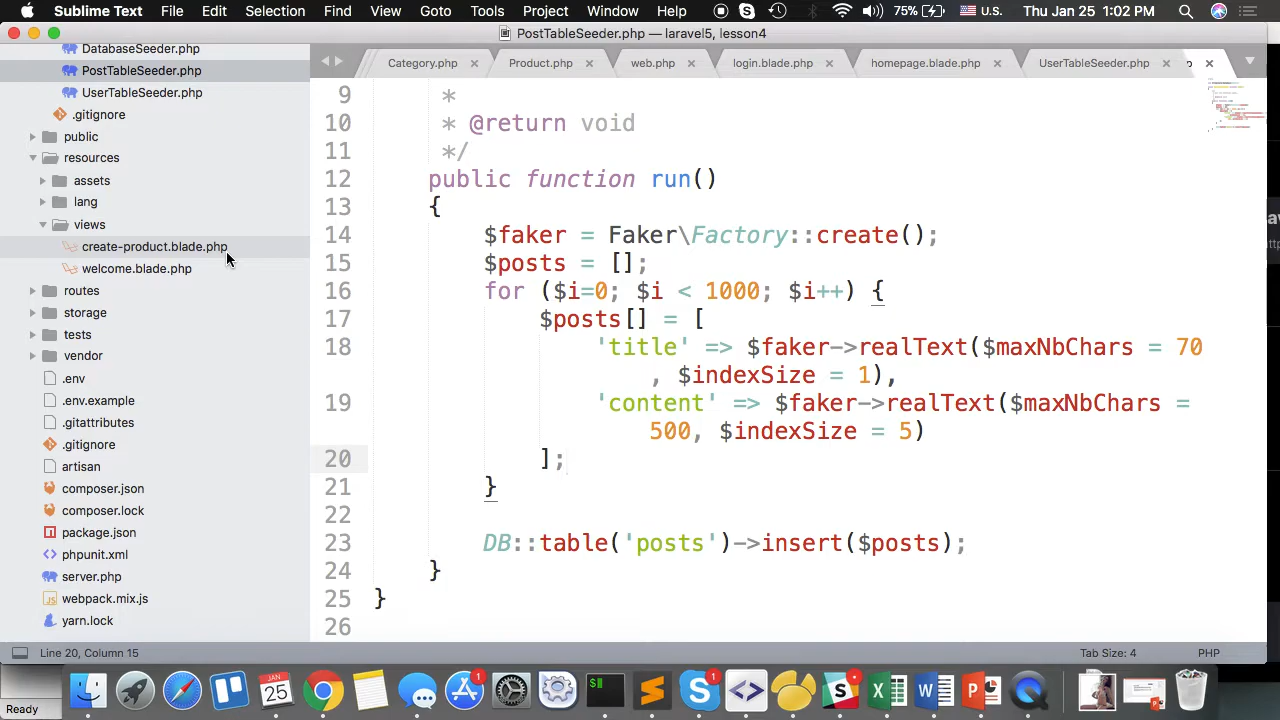 Sublime Text File Edit Selection Find View Goto Tools Project Window Help 75% U.S. Thu Jan 25 1:02 PM
PostTableSeeder.php — laravel5, lesson4
DatabaseSeeder.php
PostTableSeeder.php
UserTableSeeder.php
.gitignore
public
resources
assets
lang
views
create-product.blade.php
welcome.blade.php
routes
storage
tests
vendor
.env
.env.example
.gitattributes
.gitignore
artisan
composer.json
composer.lock
package.json
phpunit.xml
server.php
webpack.mix.js
yarn.lock
Category.php Product.php web.php login.blade.php homepage.blade.php UserTableSeeder.php
9 *
10 * @return void
11 */
12 public function run()
13 {
14 $faker = Faker\Factory::create();
15 $posts = [];
16 for ($i=0; $i < 1000; $i++) {
17 $posts[] = [
18 'title' => $faker->realText($maxNbChars = 70
, $indexSize = 1),
19 'content' => $faker->realText($maxNbChars =
500, $indexSize = 5)
20 ];
21 }
22
23 DB::table('posts')->insert($posts);
24 }
25 }
26
Line 20, Column 15 Tab Size: 4 PHP
JAN
25
1
1
Ready